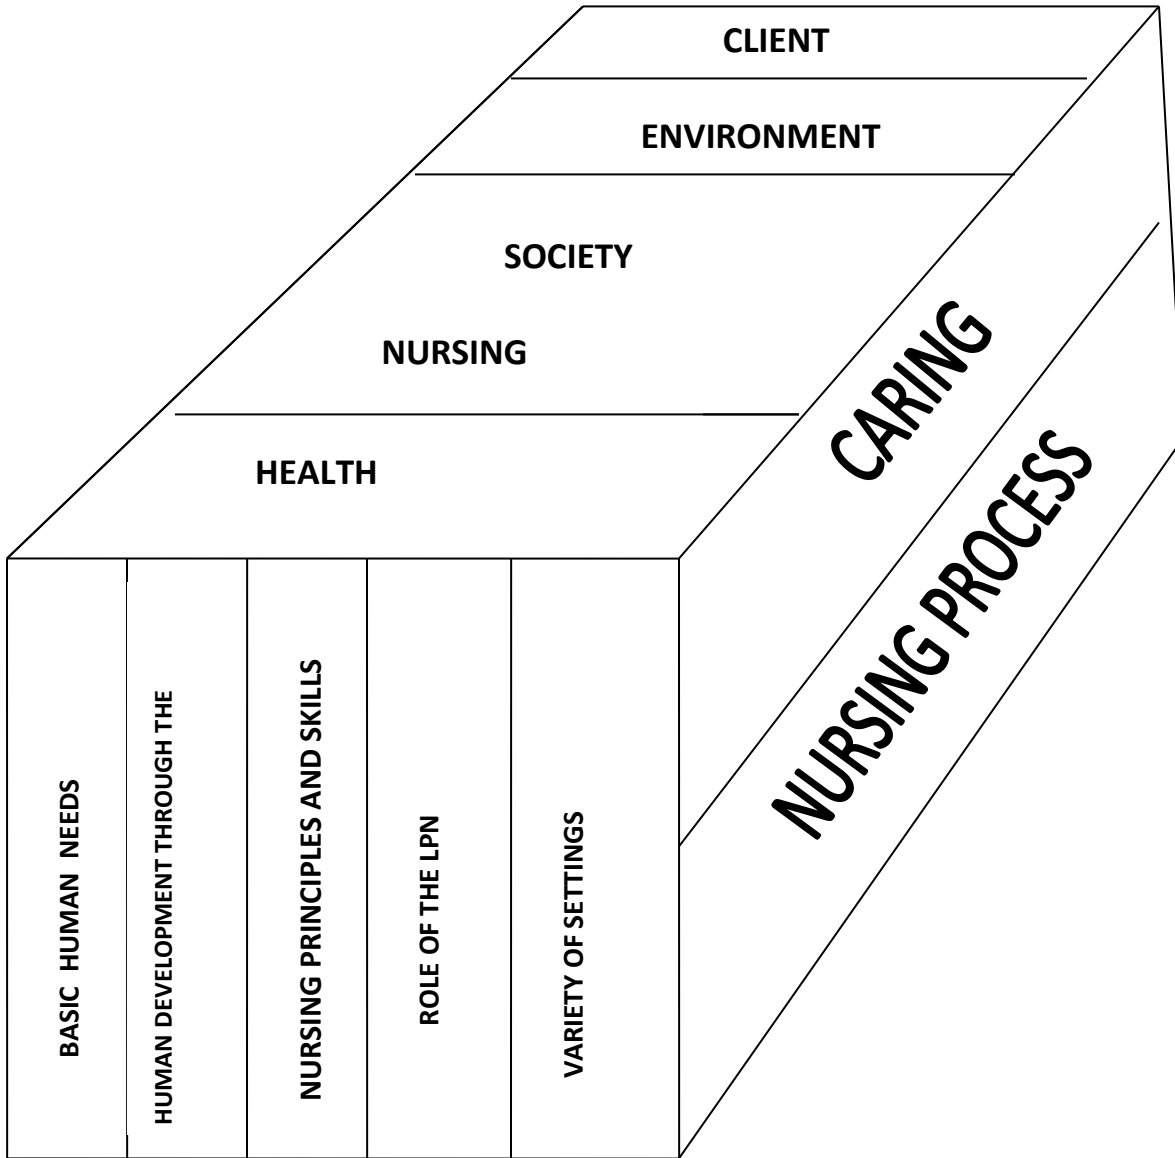 CLIENT
ENVIRONMENT
SOCIETY
NURSING
HEALTH
CARING
NURSING PROCESS
BASIC HUMAN NEEDS
HUMAN DEVELOPMENT THROUGH THE
NURSING PRINCIPLES AND SKILLS
ROLE OF THE LPN
VARIETY OF SETTINGS